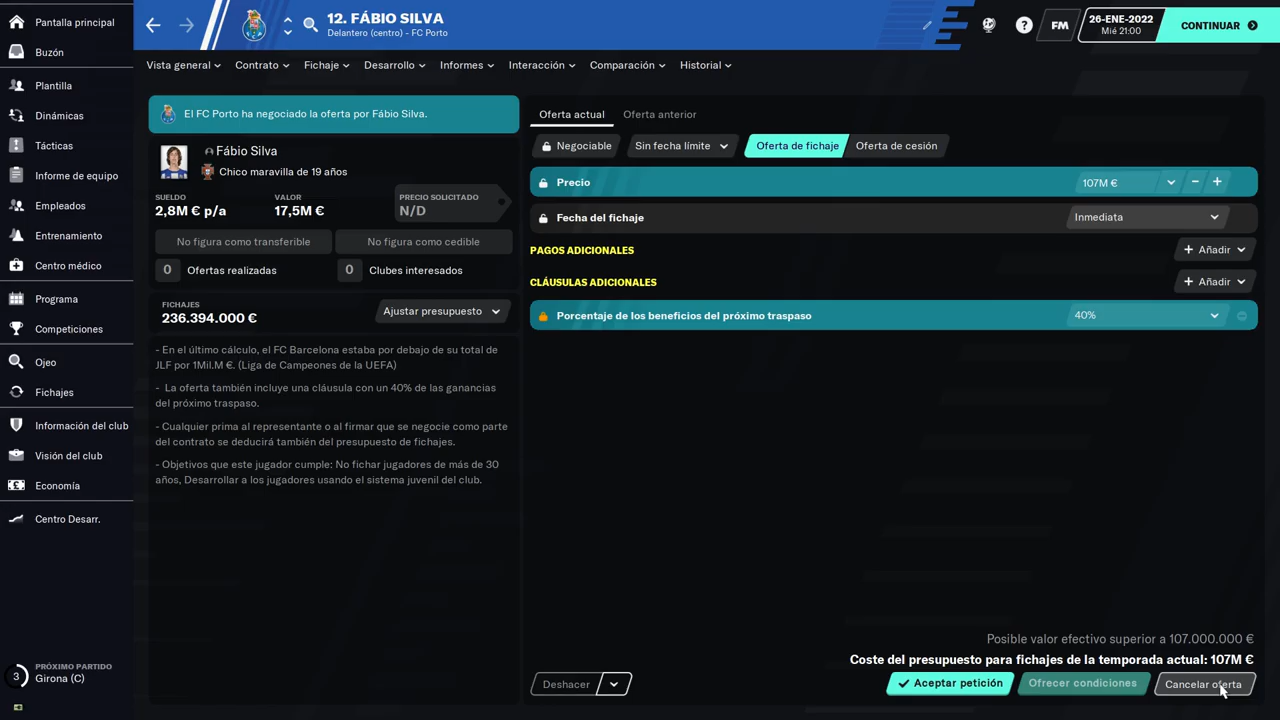 Pantalla principal
Buzón
Plantilla
Dinámicas
Tácticas
Informe de equipo
Empleados
Entrenamiento
Centro médico
Programa
Competiciones
Ojeo
Fichajes
Información del club
Visión del club
Economía
Centro Desarr.
3
PRÓXIMO PARTIDO
Girona (C)
12. FÁBIO SILVA
Delantero (centro) - FC Porto
FM
26-ENE-2022
Mié 21:00
CONTINUAR
Vista general
Contrato
Fichaje
Desarrollo
Informes
Interacción
Comparación
Historial
El FC Porto ha negociado la oferta por Fábio Silva.
Fábio Silva
Chico maravilla de 19 años
SUELDO
2,8M € p/a
VALOR
17,5M €
PRECIO SOLICITADO
N/D
No figura como transferible
No figura como cedible
0 Ofertas realizadas
0 Clubes interesados
FICHAJES
236.394.000 €
Ajustar presupuesto
- En el último cálculo, el FC Barcelona estaba por debajo de su total de
JLF por 1Mil.M €. (Liga de Campeones de la UEFA)
- La oferta también incluye una cláusula con un 40% de las ganancias
del próximo traspaso.
- Cualquier prima al representante o al firmar que se negocie como parte
del contrato se deducirá también del presupuesto de fichajes.
- Objetivos que este jugador cumple: No fichar jugadores de más de 30
años, Desarrollar a los jugadores usando el sistema juvenil del club.
Oferta actual
Oferta anterior
Negociable
Sin fecha límite
Oferta de fichaje
Oferta de cesión
Precio
107M €
Fecha del fichaje
Inmediata
PAGOS ADICIONALES
Añadir
CLÁUSULAS ADICIONALES
Añadir
Porcentaje de los beneficios del próximo traspaso
40%
Posible valor efectivo superior a 107.000.000 €
Coste del presupuesto para fichajes de la temporada actual: 107M €
Deshacer
Aceptar petición
Ofrecer condiciones
Cancelar oferta